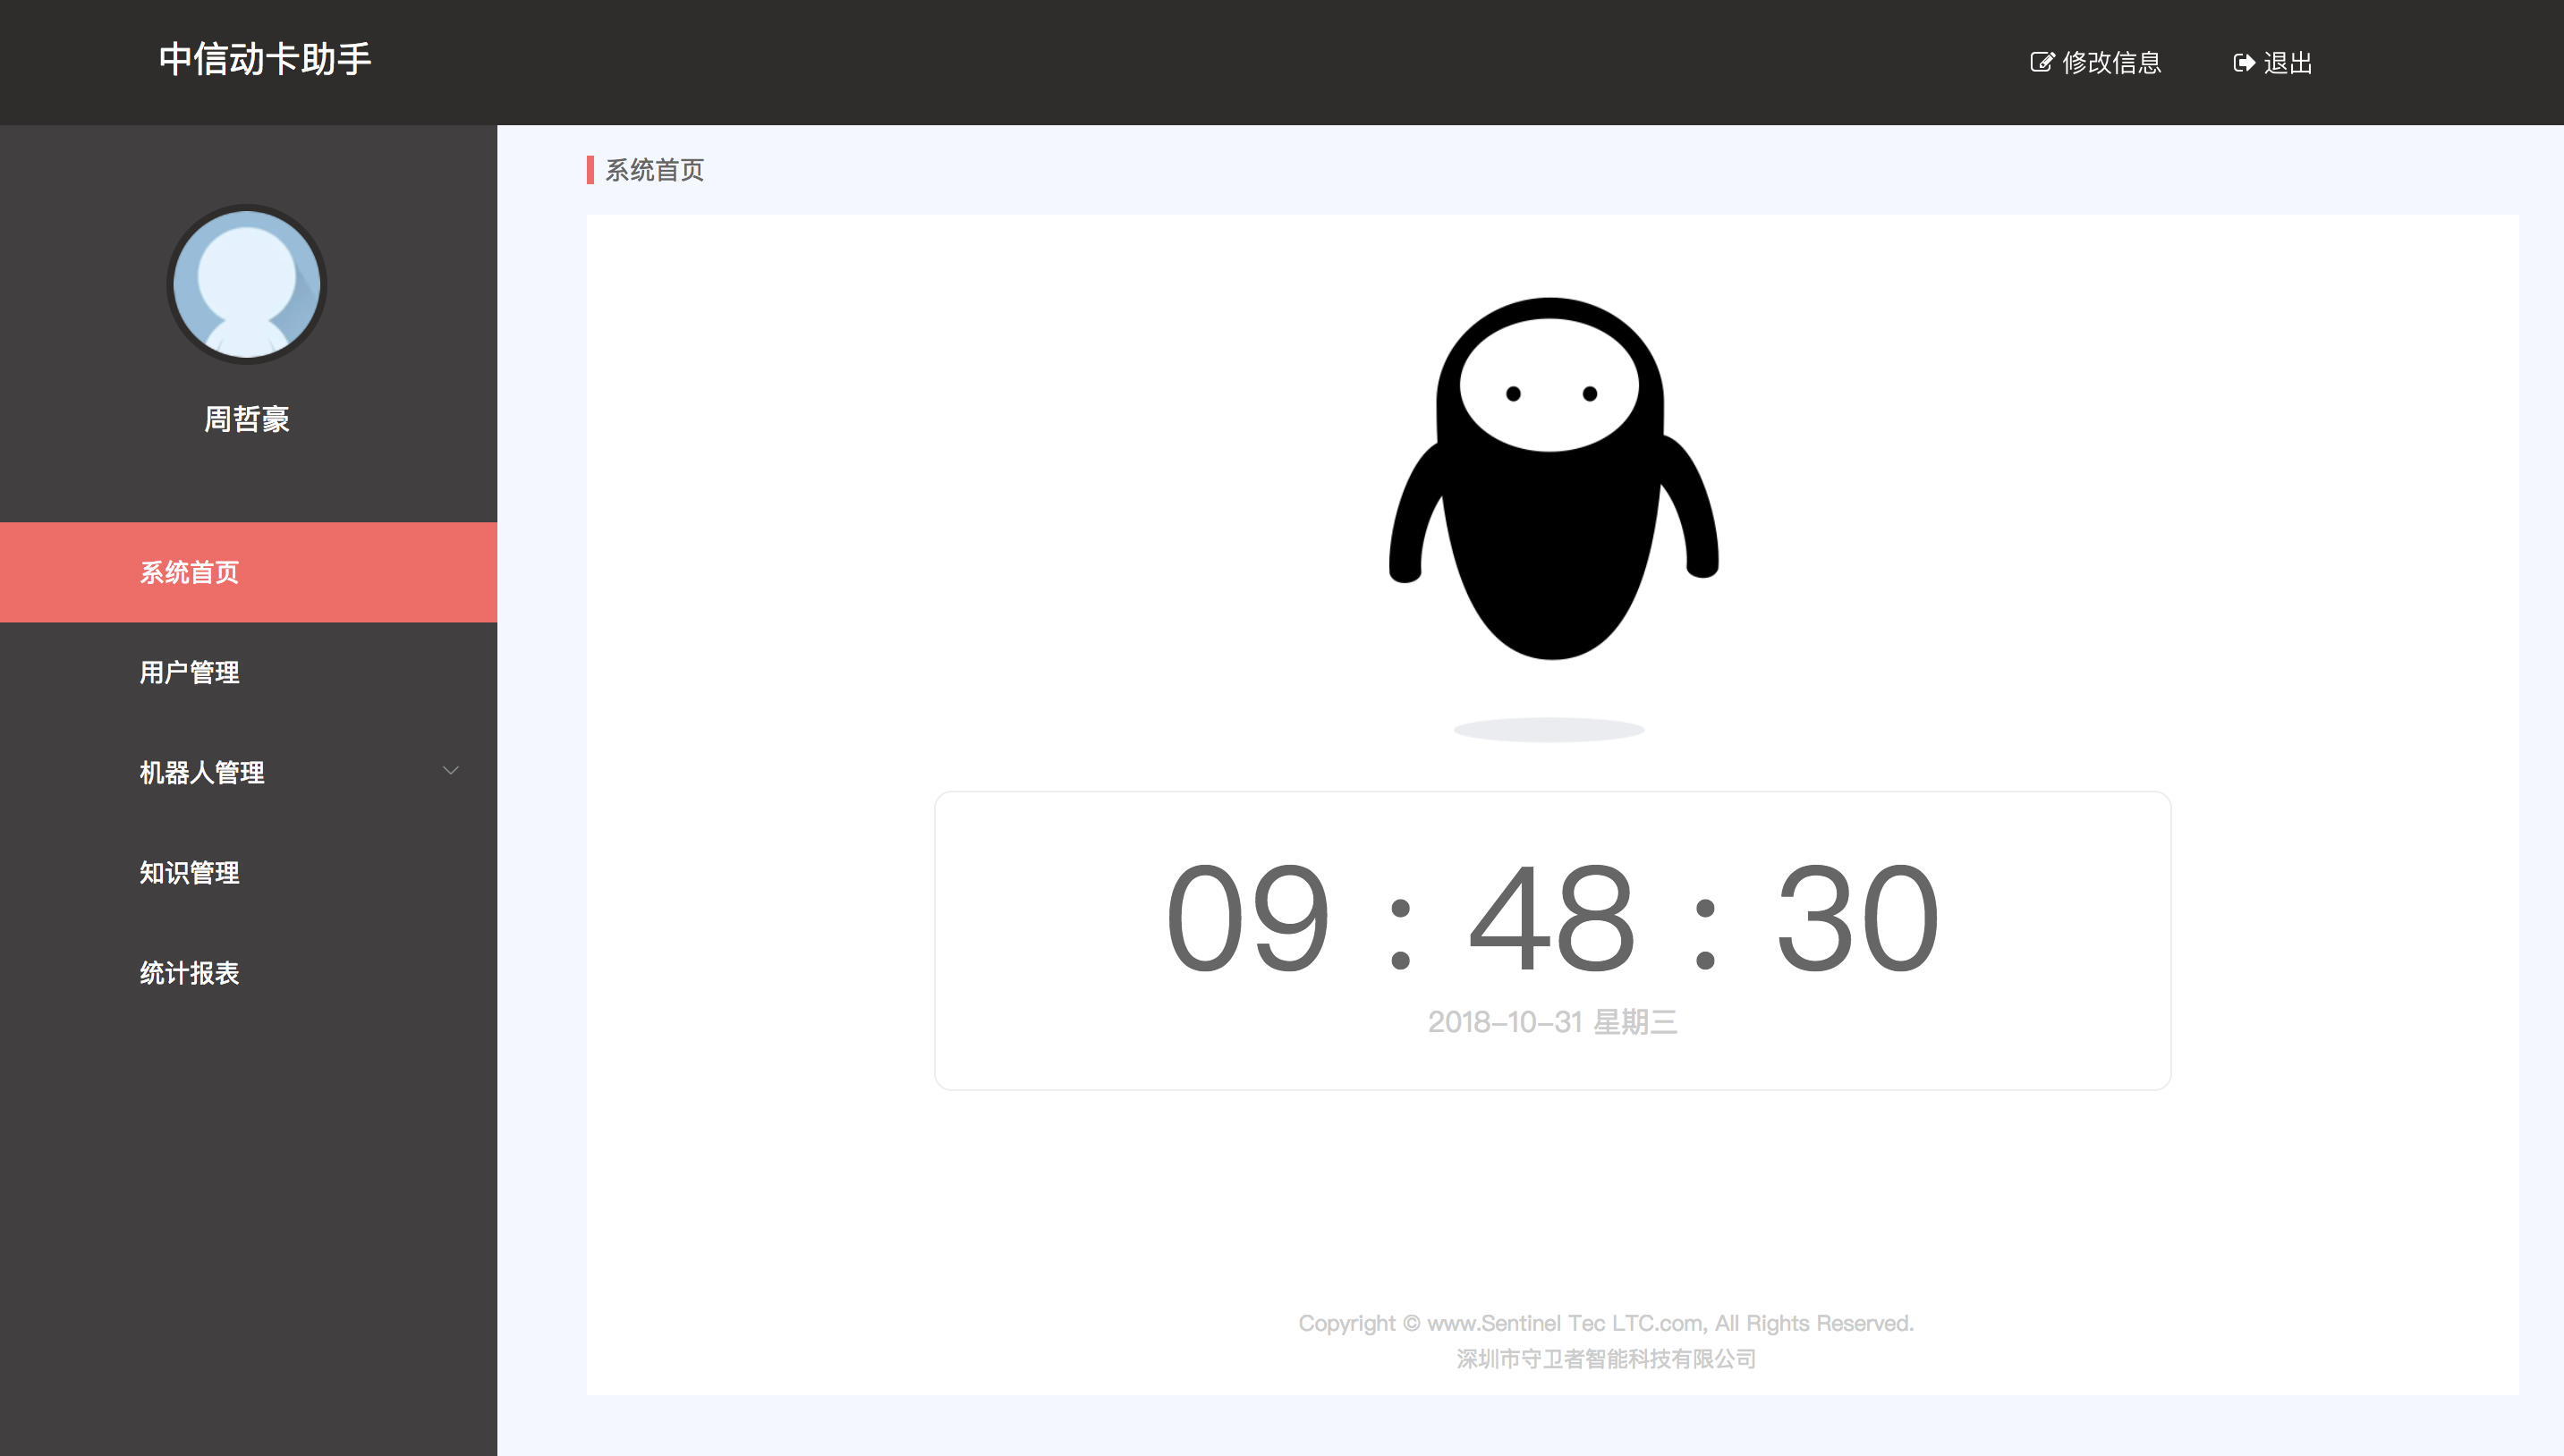 中信动卡助手
修改信息
退出
周哲豪
系统首页
用户管理
机器人管理
知识管理
统计报表
系统首页
09 : 48 : 30
2018-10-31 星期三
Copyright © www.Sentinel Tec LTC.com, All Rights Reserved.
深圳市守卫者智能科技有限公司